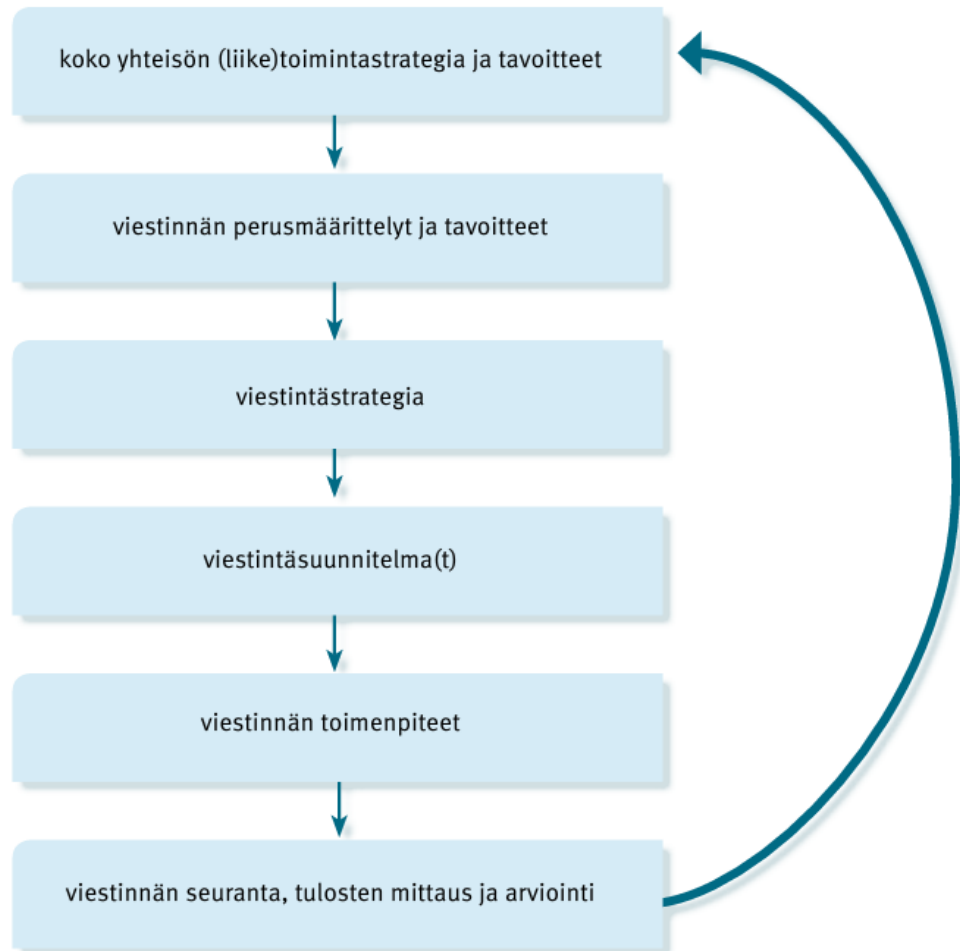 koko yhteisön (liike)toimintastrategia ja tavoitteet
viestinnän perusmäärittelyt ja tavoitteet
viestintästrategia
viestintäsuunnitelma(t)
viestinnän toimenpiteet
viestinnän seuranta, tulosten mittaus ja arviointi